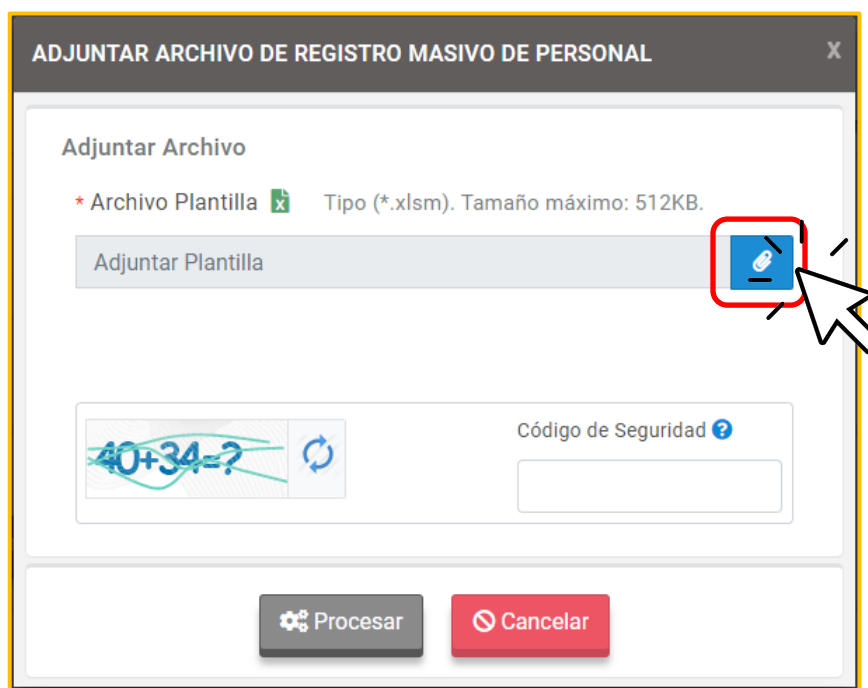 ADJUNTAR ARCHIVO DE REGISTRO MASIVO DE PERSONAL X
Adjuntar Archivo
* Archivo Plantilla Tipo (*.xlsm). Tamaño máximo: 512KB.
Adjuntar Plantilla
40+34=?
Código de Seguridad
Procesar Cancelar